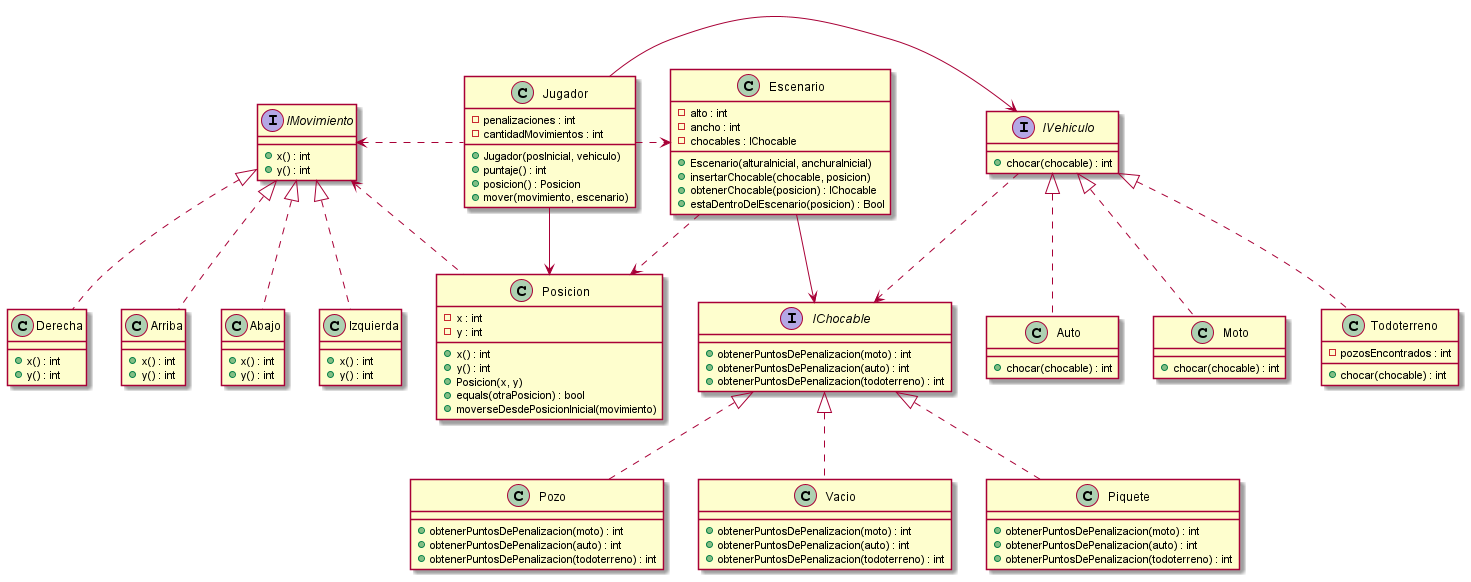 C Jugador
penalizaciones : int
cantidadMovimientos : int
Jugador(posInicial, vehiculo)
puntaje() : int
posicion() : Posicion
mover(movimiento, escenario)
C Escenario
alto : int
ancho : int
chocables : IChocable
Escenario(alturaInicial, anchuraInicial)
insertarChocable(chocable, posicion)
obtenerChocable(posicion) : IChocable
estaDentroDelEscenario(posicion) : Bool
I IMovimiento
x() : int
y() : int
I IVehiculo
chocar(chocable) : int
C Derecha
x() : int
y() : int
C Arriba
x() : int
y() : int
C Abajo
x() : int
y() : int
C Izquierda
x() : int
y() : int
C Posicion
x : int
y : int
x() : int
y() : int
Posicion(x, y)
equals(otraPosicion) : bool
moverseDesdePosicionInicial(movimiento)
I IChocable
obtenerPuntosDePenalizacion(moto) : int
obtenerPuntosDePenalizacion(auto) : int
obtenerPuntosDePenalizacion(todoterreno) : int
C Auto
chocar(chocable) : int
C Moto
chocar(chocable) : int
C Todoterreno
pozosEncontrados : int
chocar(chocable) : int
C Pozo
obtenerPuntosDePenalizacion(moto) : int
obtenerPuntosDePenalizacion(auto) : int
obtenerPuntosDePenalizacion(todoterreno) : int
C Vacio
obtenerPuntosDePenalizacion(moto) : int
obtenerPuntosDePenalizacion(auto) : int
obtenerPuntosDePenalizacion(todoterreno) : int
C Piquete
obtenerPuntosDePenalizacion(moto) : int
obtenerPuntosDePenalizacion(auto) : int
obtenerPuntosDePenalizacion(todoterreno) : int